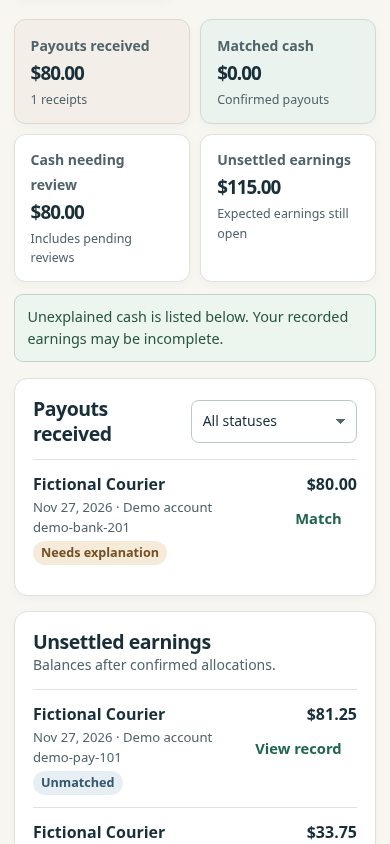 Payouts received
$80.00
1 receipts
Matched cash
$0.00
Confirmed payouts
Cash needing
review
$80.00
Includes pending
reviews
Unsettled earnings
$115.00
Expected earnings still
open
Unexplained cash is listed below. Your recorded
earnings may be incomplete.
Payouts
received
All statuses
Fictional Courier
$80.00
Nov 27, 2026 · Demo account
demo-bank-201
Match
Needs explanation
Unsettled earnings
Balances after confirmed allocations.
Fictional Courier
$81.25
Nov 27, 2026 · Demo account
demo-pay-101
View record
Unmatched
Fictional Courier
$33.75